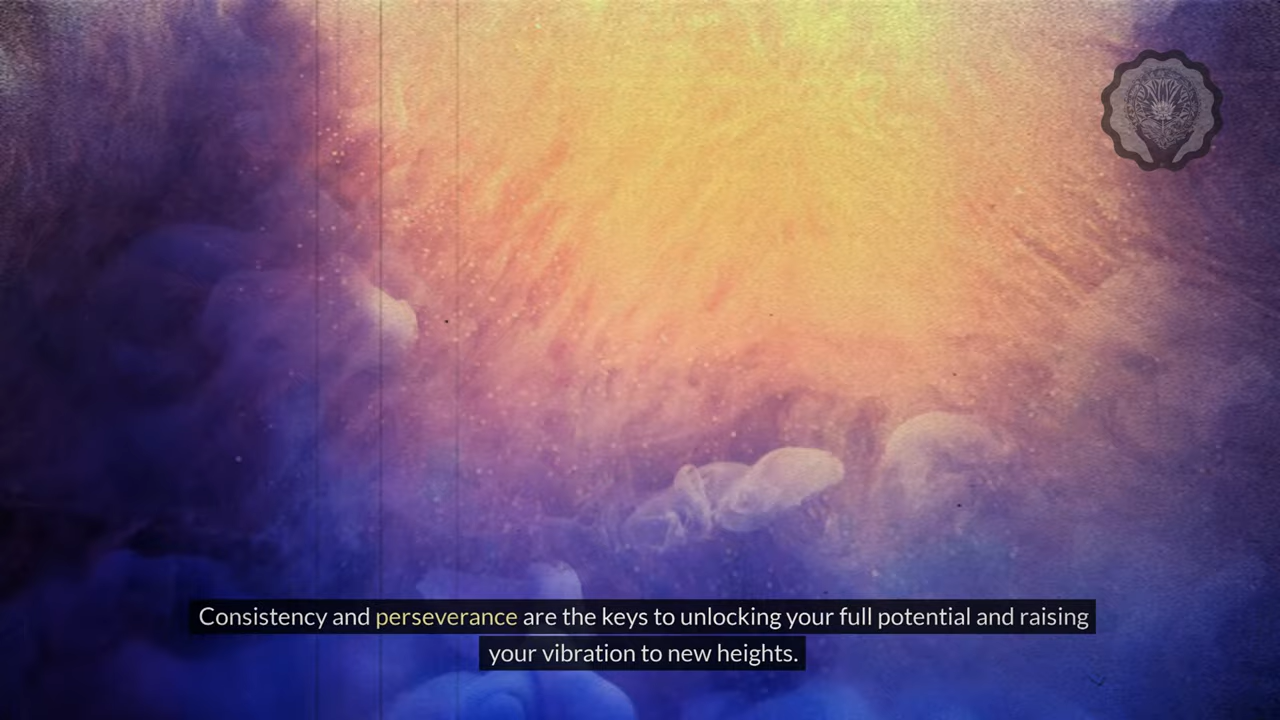 Consistency and perseverance are the keys to unlocking your full potential and raising
your vibration to new heights.